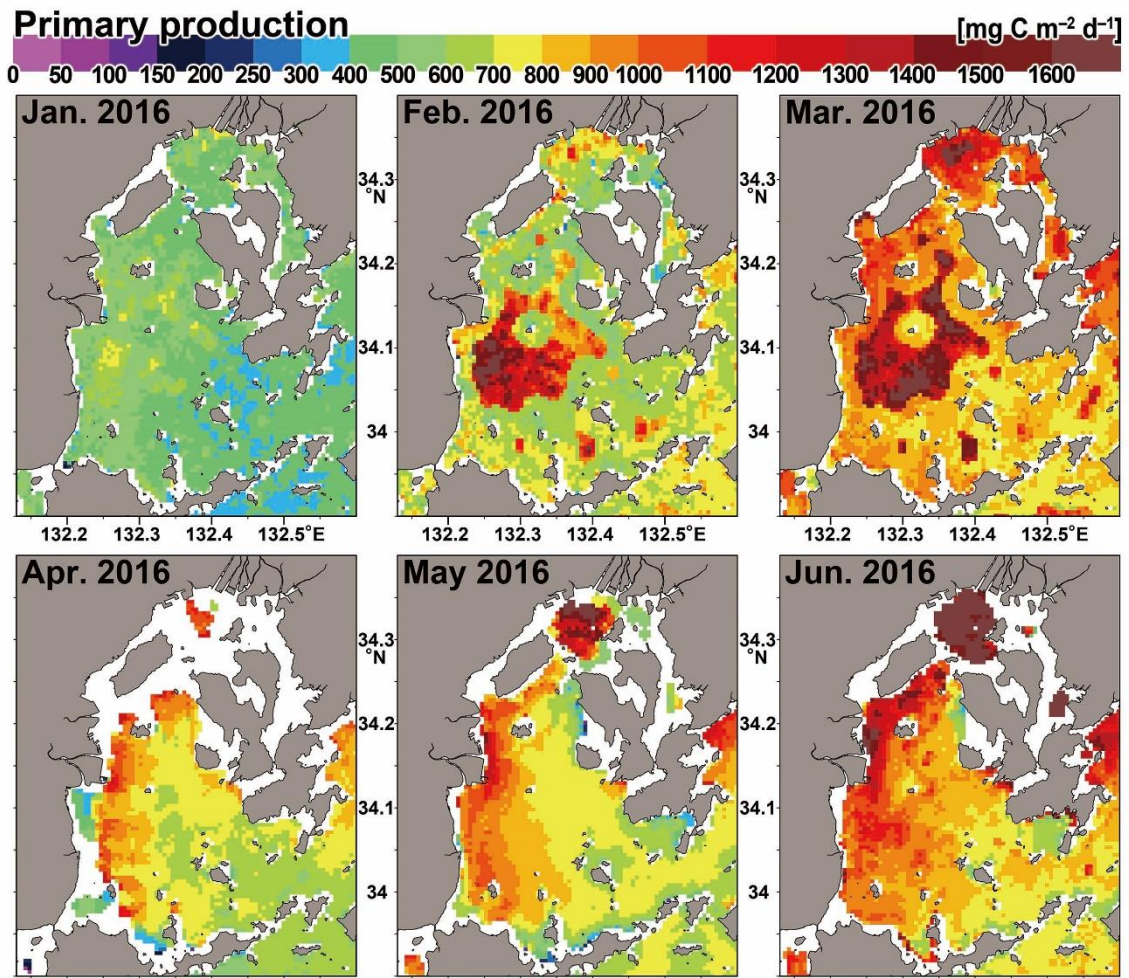 Primary production [mg C m⁻² d⁻¹]
0 50 100 150 200 250 300 400 500 600 700 800 900 1000 1100 1200 1300 1400 1500 1600
Jan. 2016 Feb. 2016 Mar. 2016
34.3 34.3
°N °N
34.2 34.2
34.1 34.1
34 34
132.2 132.3 132.4 132.5°E 132.2 132.3 132.4 132.5°E 132.2 132.3 132.4 132.5°E
Apr. 2016 May 2016 Jun. 2016
34.3 34.3
°N °N
34.2 34.2
34.1 34.1
34 34